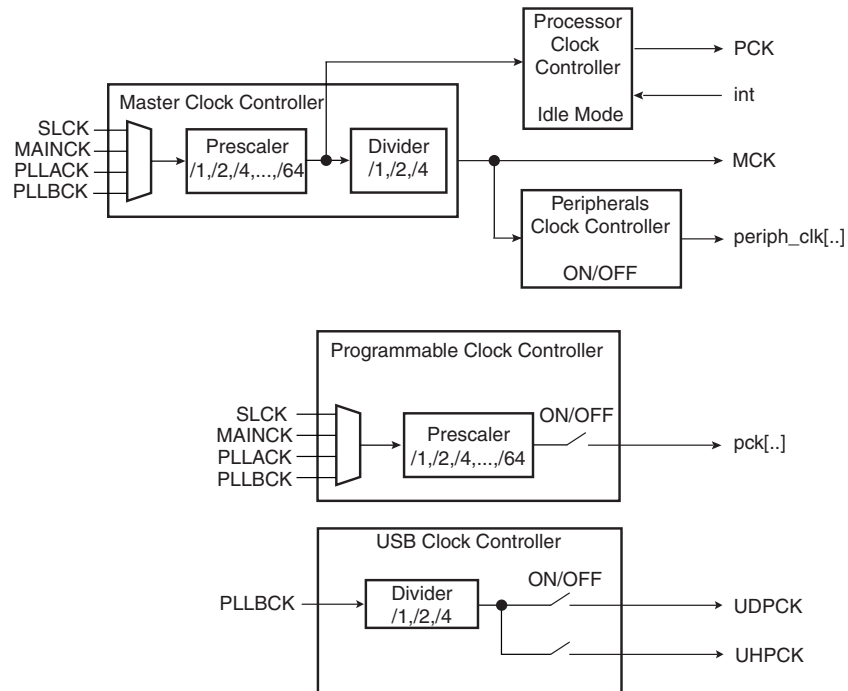 Processor
Clock
Controller
Idle Mode
PCK
int
Master Clock Controller
SLCK
MAINCK
PLLACK
PLLBCK
Prescaler
/1,/2,/4,...,/64
Divider
/1,/2,/4
MCK
Peripherals
Clock Controller
ON/OFF
periph_clk[..]
Programmable Clock Controller
SLCK
MAINCK
PLLACK
PLLBCK
Prescaler
/1,/2,/4,...,/64
ON/OFF
pck[..]
USB Clock Controller
PLLBCK
Divider
/1,/2,/4
ON/OFF
UDPCK
UHPCK